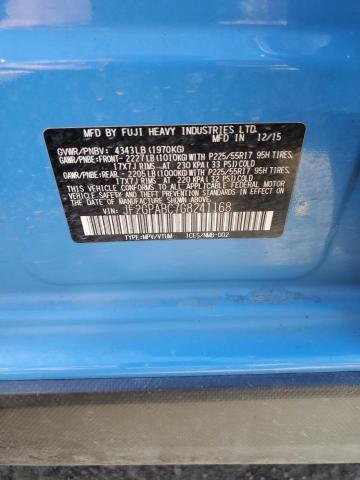 MFD BY FUJI HEAVY INDUSTRIES LTD. IN 12/15
GVWR/PNBV: 4343LB (1970KG)
GAWR/PNBE: FRONT- 2227LB (1010KG) WITH P225/55R17 95H TIRES,
17X7J RIMS AT 230 KPA (33 PSI) COLD
GAWR/PNBE: REAR- 2205LB (1000KG) WITH P225/55R17 95H TIRES,
17X7J RIMS AT 220 KPA (32 PSI) COLD
THIS VEHICLE CONFORMS TO ALL APPLICABLE FEDERAL MOTOR
VEHICLE SAFETY AND THEFT PREVENTION STANDARDS
IN EFFECT ON THE DATE OF MANUFACTURE SHOWN ABOVE.
VIN: JF2GPABC7G8241168
TYPE: MPV/VTUM ICES/NMB-002